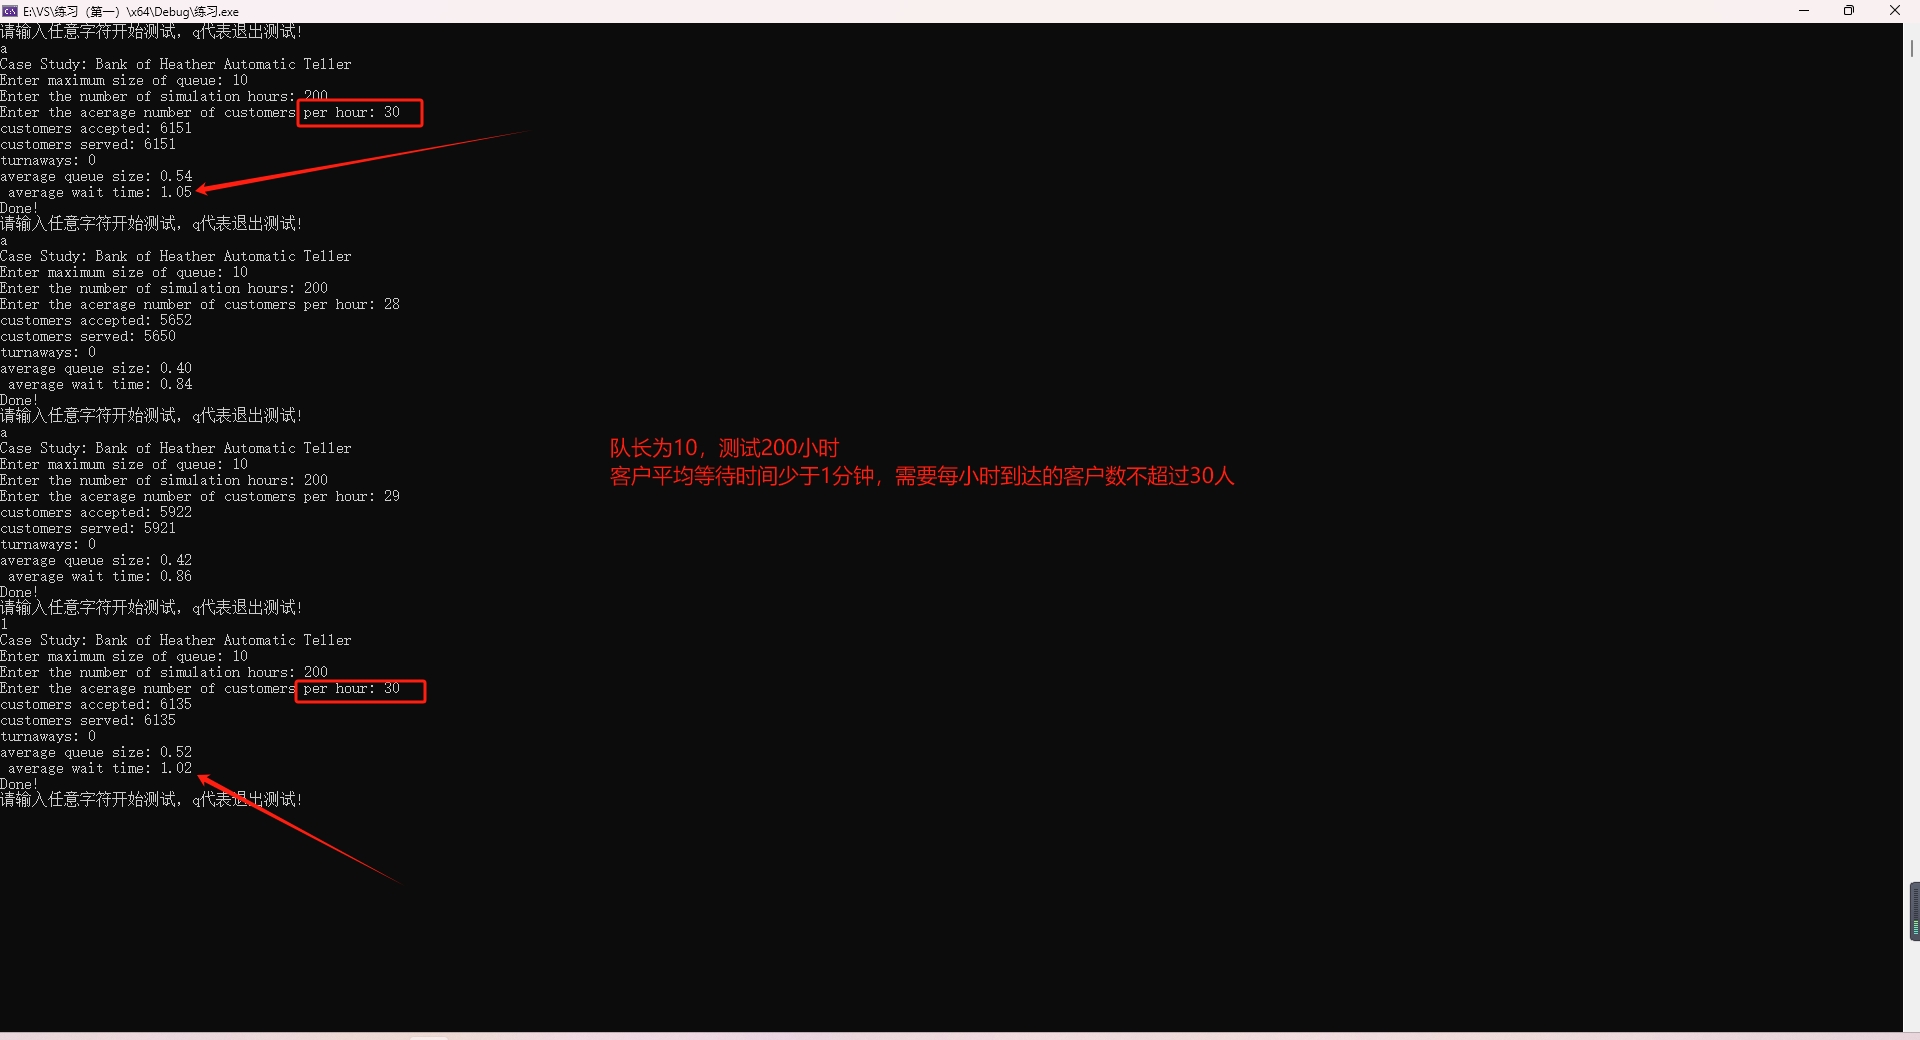 E:\VS\练习（第一）\x64\Debug\练习.exe
请输入任意字符开始测试，q代表退出测试!
a
Case Study: Bank of Heather Automatic Teller
Enter maximum size of queue: 10
Enter the number of simulation hours: 200
Enter the acerage number of customers per hour: 30
customers accepted: 6151
customers served: 6151
turnaways: 0
average queue size: 0.54
 average wait time: 1.05
Done!
请输入任意字符开始测试，q代表退出测试!
a
Case Study: Bank of Heather Automatic Teller
Enter maximum size of queue: 10
Enter the number of simulation hours: 200
Enter the acerage number of customers per hour: 28
customers accepted: 5652
customers served: 5650
turnaways: 0
average queue size: 0.40
 average wait time: 0.84
Done!
请输入任意字符开始测试，q代表退出测试!
a
Case Study: Bank of Heather Automatic Teller
Enter maximum size of queue: 10
Enter the number of simulation hours: 200
Enter the acerage number of customers per hour: 29
customers accepted: 5922
customers served: 5921
turnaways: 0
average queue size: 0.42
 average wait time: 0.86
Done!
请输入任意字符开始测试，q代表退出测试!
1
Case Study: Bank of Heather Automatic Teller
Enter maximum size of queue: 10
Enter the number of simulation hours: 200
Enter the acerage number of customers per hour: 30
customers accepted: 6135
customers served: 6135
turnaways: 0
average queue size: 0.52
 average wait time: 1.02
Done!
请输入任意字符开始测试，q代表退出测试!
队长为10，测试200小时
客户平均等待时间少于1分钟，需要每小时到达的客户数不超过30人